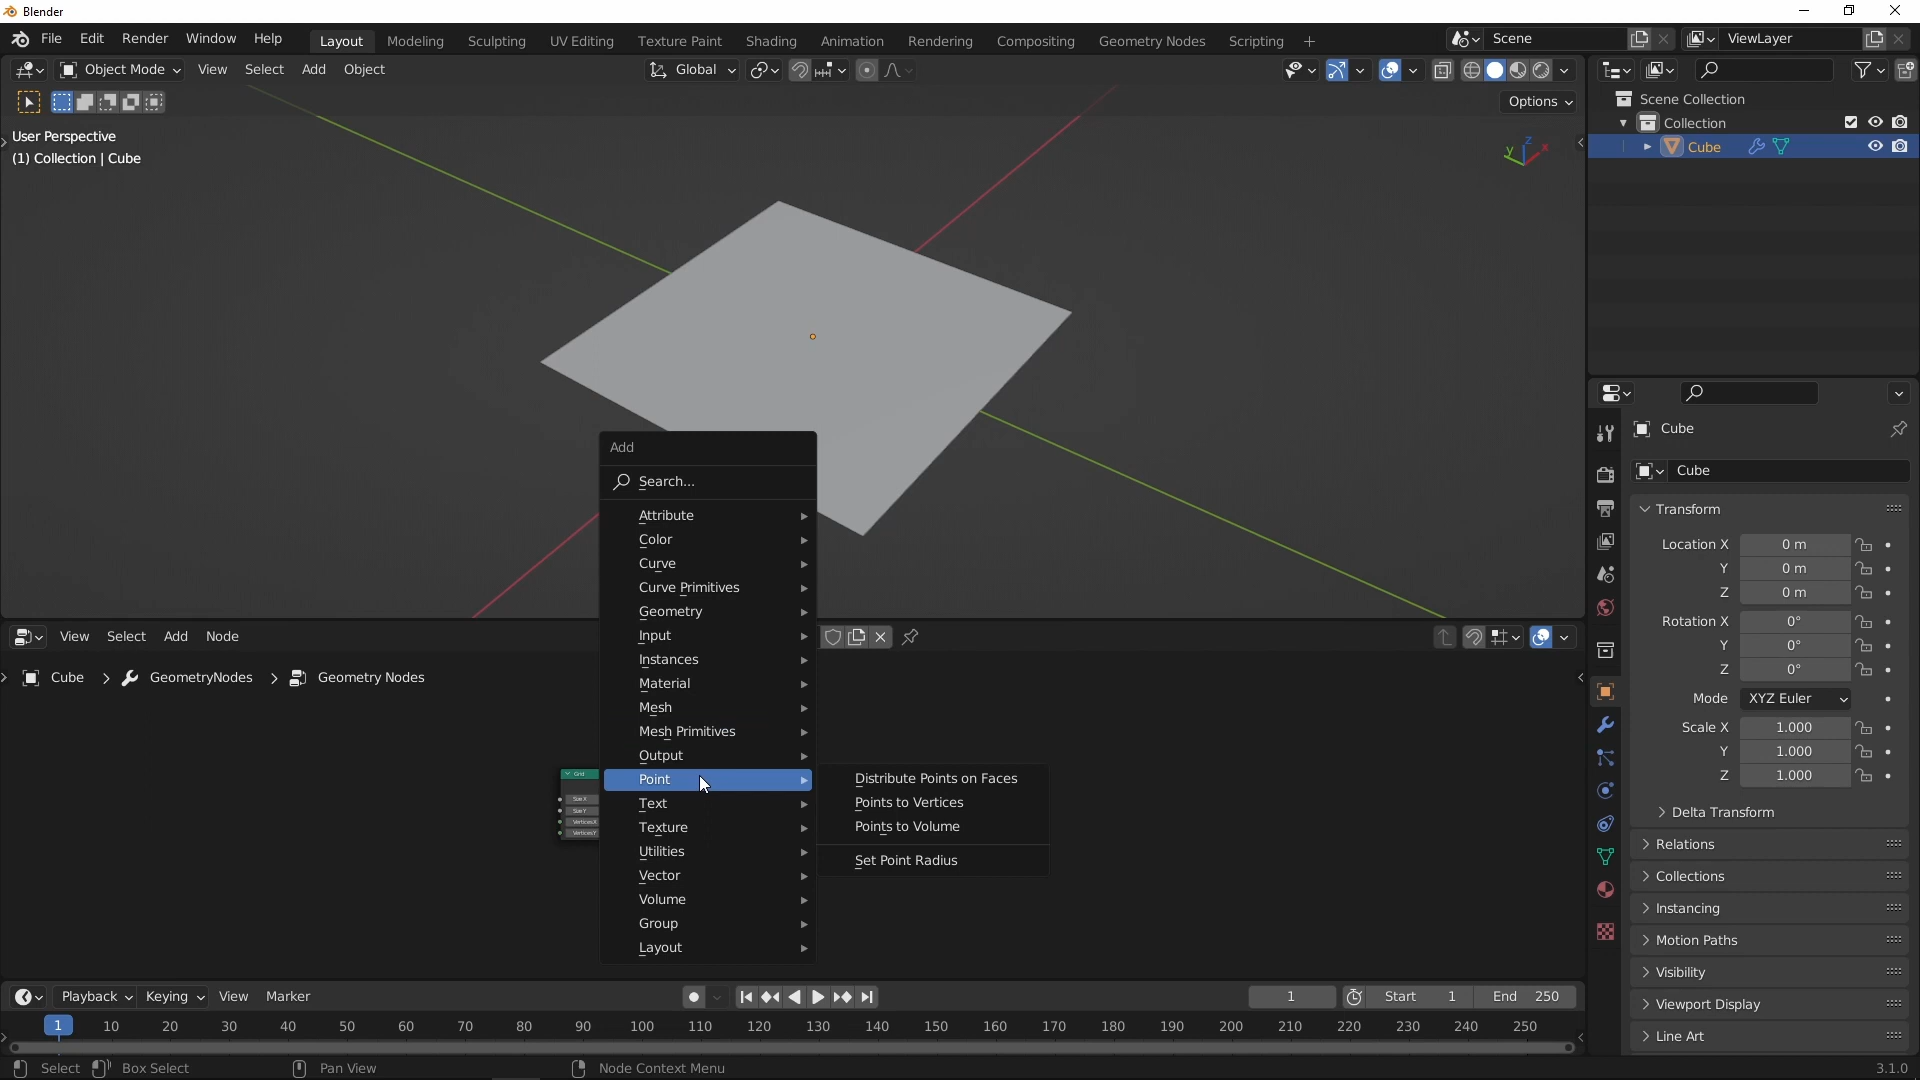 Blender
File Edit Render Window Help Layout Modeling Sculpting UV Editing Texture Paint Shading Animation Rendering Compositing Geometry Nodes Scripting + Scene ViewLayer
Object Mode View Select Add Object Global
Options
User Perspective
(1) Collection | Cube
Z
Y
X
Scene Collection
Collection
Cube
Cube
Cube
Transform
Location X 0 m
Y 0 m
Z 0 m
Rotation X 0°
Y 0°
Z 0°
Mode XYZ Euler
Scale X 1.000
Y 1.000
Z 1.000
Delta Transform
Relations
Collections
Instancing
Motion Paths
Visibility
Viewport Display
Line Art
View Select Add Node
Cube > GeometryNodes > Geometry Nodes
Grid
Size X
Size Y
Vertices X
Vertices Y
Add
Search...
Attribute
Color
Curve
Curve Primitives
Geometry
Input
Instances
Material
Mesh
Mesh Primitives
Output
Point
Text
Texture
Utilities
Vector
Volume
Group
Layout
Distribute Points on Faces
Points to Vertices
Points to Volume
Set Point Radius
Playback Keying View Marker 1 Start 1 End 250
1 10 20 30 40 50 60 70 80 90 100 110 120 130 140 150 160 170 180 190 200 210 220 230 240 250
Select Box Select Pan View Node Context Menu 3.1.0